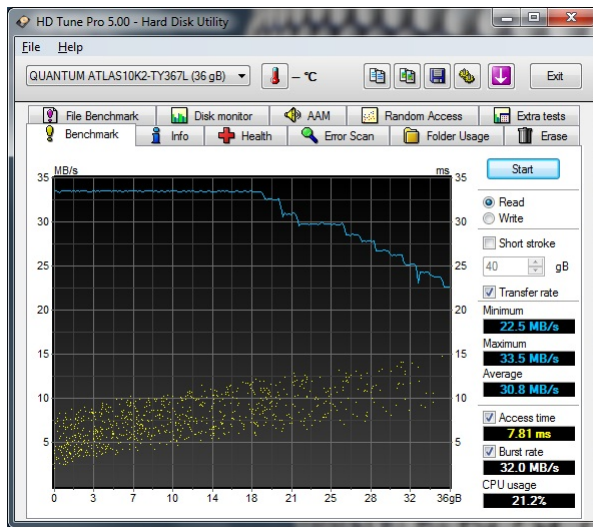 HD Tune Pro 5.00 - Hard Disk Utility
File Help
QUANTUM ATLAS10K2-TY367L (36 gB) – °C Exit
File Benchmark Disk monitor AAM Random Access Extra tests
Benchmark Info Health Error Scan Folder Usage Erase
MB/s ms Start
35 35
Read
30 30 Write
Short stroke
25 25 40 gB
Transfer rate
20 20 Minimum
22.5 MB/s
Maximum
15 15 33.5 MB/s
Average
30.8 MB/s
10 10
Access time
7.81 ms
5 5 Burst rate
32.0 MB/s
CPU usage
0 3 7 10 14 18 21 25 28 32 36gB 21.2%